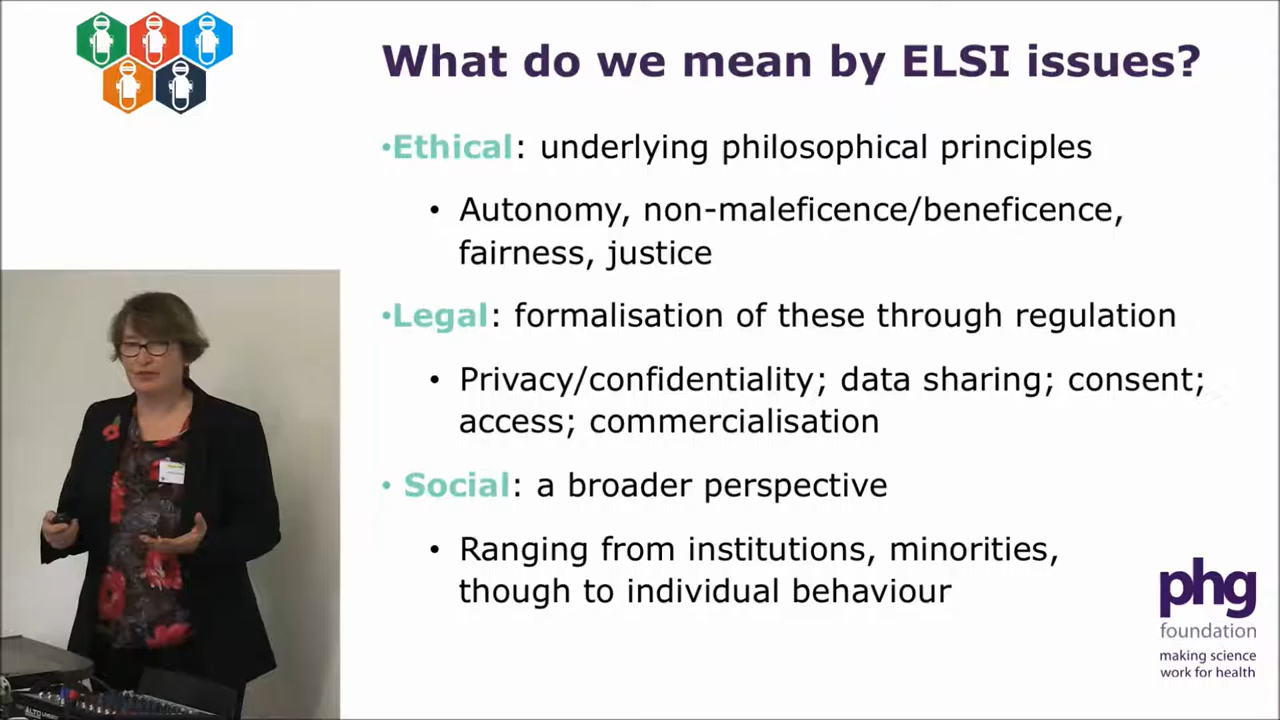 What do we mean by ELSI issues?
•Ethical: underlying philosophical principles
• Autonomy, non-maleficence/beneficence,
fairness, justice
•Legal: formalisation of these through regulation
• Privacy/confidentiality; data sharing; consent;
access; commercialisation
• Social: a broader perspective
• Ranging from institutions, minorities,
though to individual behaviour
phg
foundation
making science
work for health